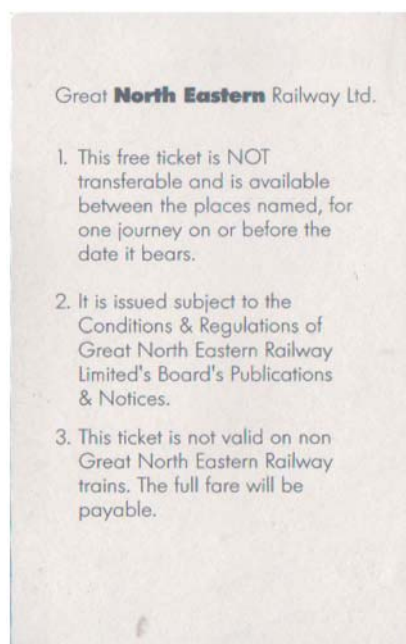 Great North Eastern Railway Ltd.
1. This free ticket is NOT
transferable and is available
between the places named, for
one journey on or before the
date it bears.
2. It is issued subject to the
Conditions & Regulations of
Great North Eastern Railway
Limited's Board's Publications
& Notices.
3. This ticket is not valid on non
Great North Eastern Railway
trains. The full fare will be
payable.